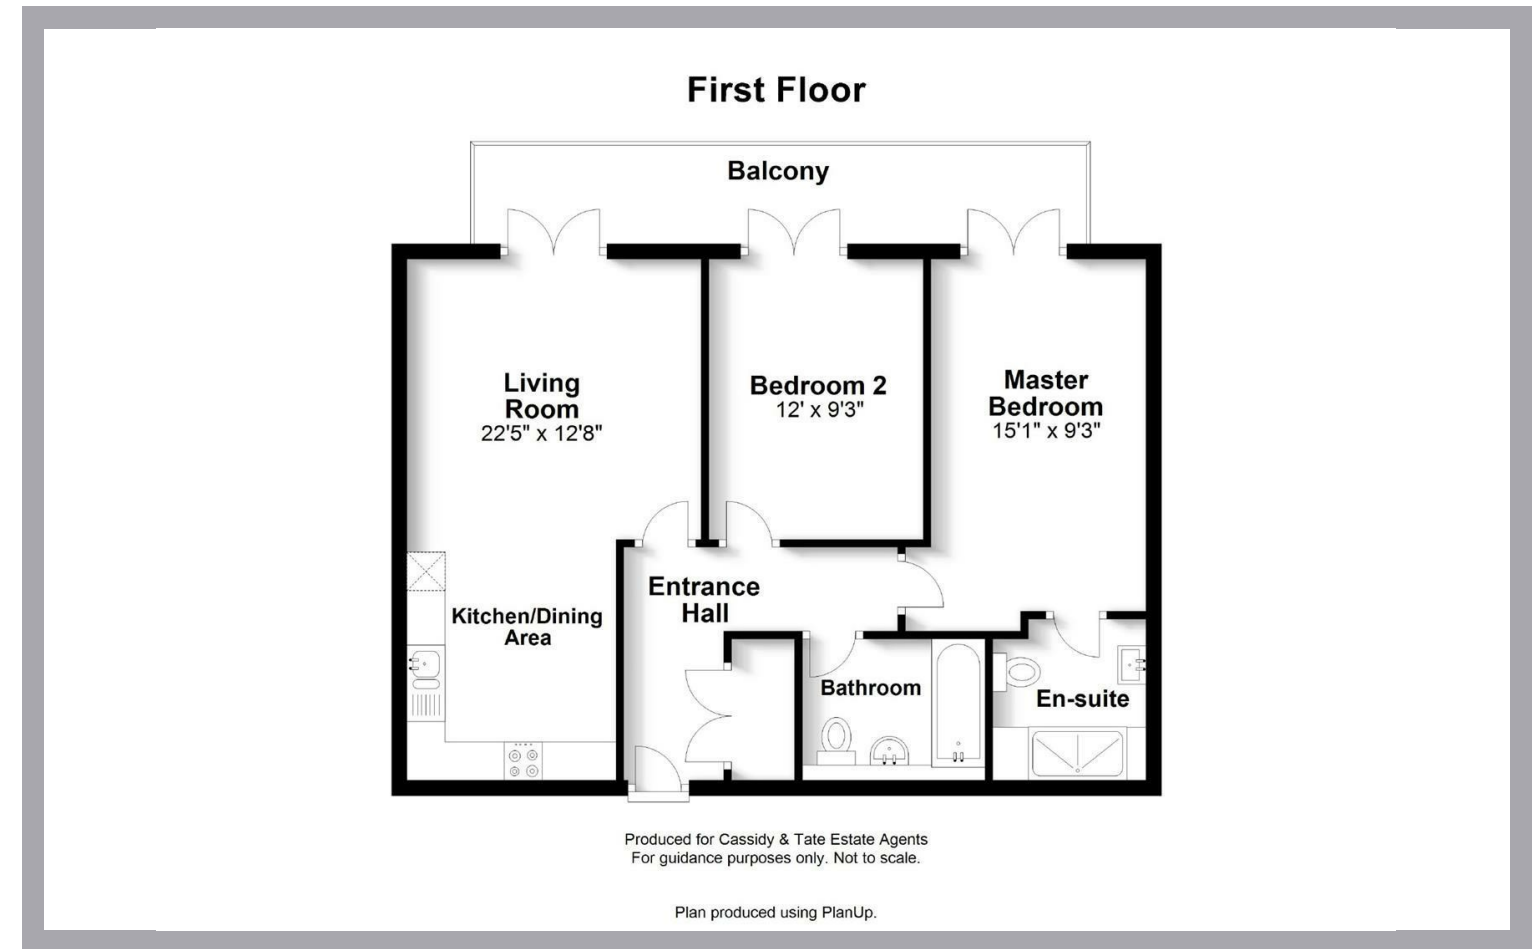 First Floor
Balcony
Living
Room
22'5" x 12'8"
Bedroom 2
12' x 9'3"
Master
Bedroom
15'1" x 9'3"
Kitchen/Dining
Area
Entrance
Hall
Bathroom
En-suite
Produced for Cassidy & Tate Estate Agents
For guidance purposes only. Not to scale.
Plan produced using PlanUp.